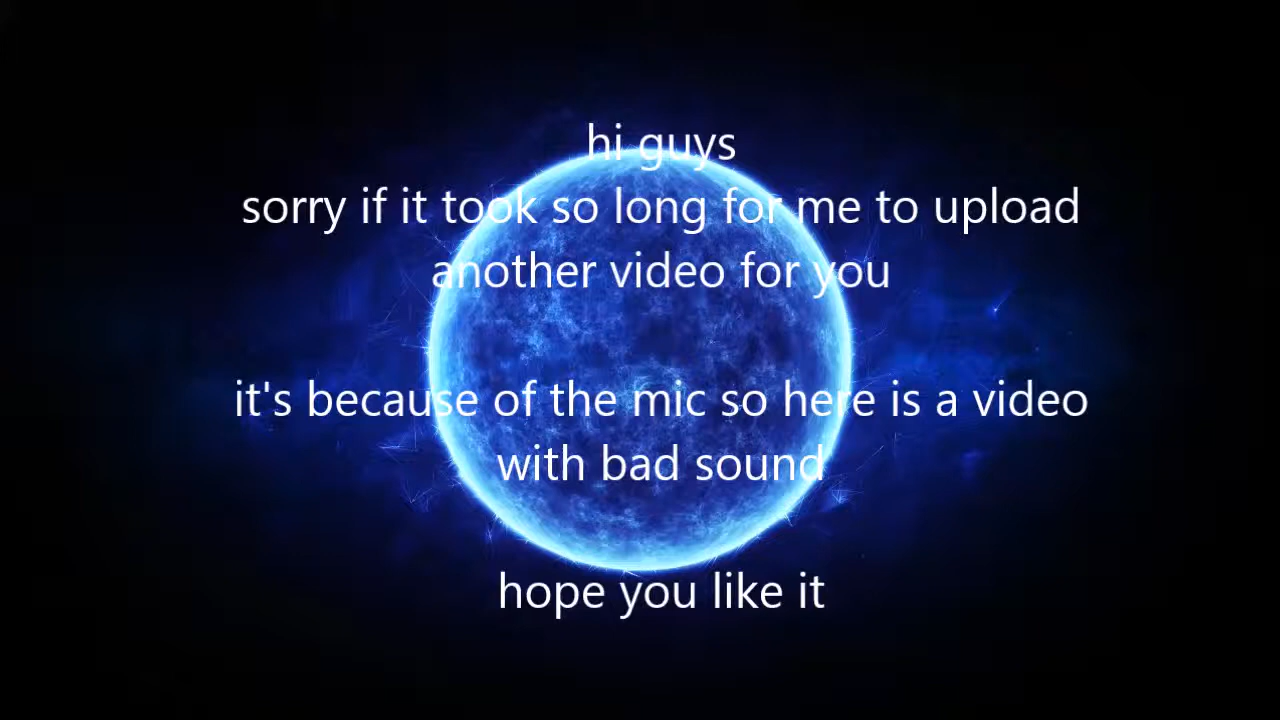 hi guys
sorry if it took so long for me to upload
another video for you
it's because of the mic so here is a video
with bad sound
hope you like it